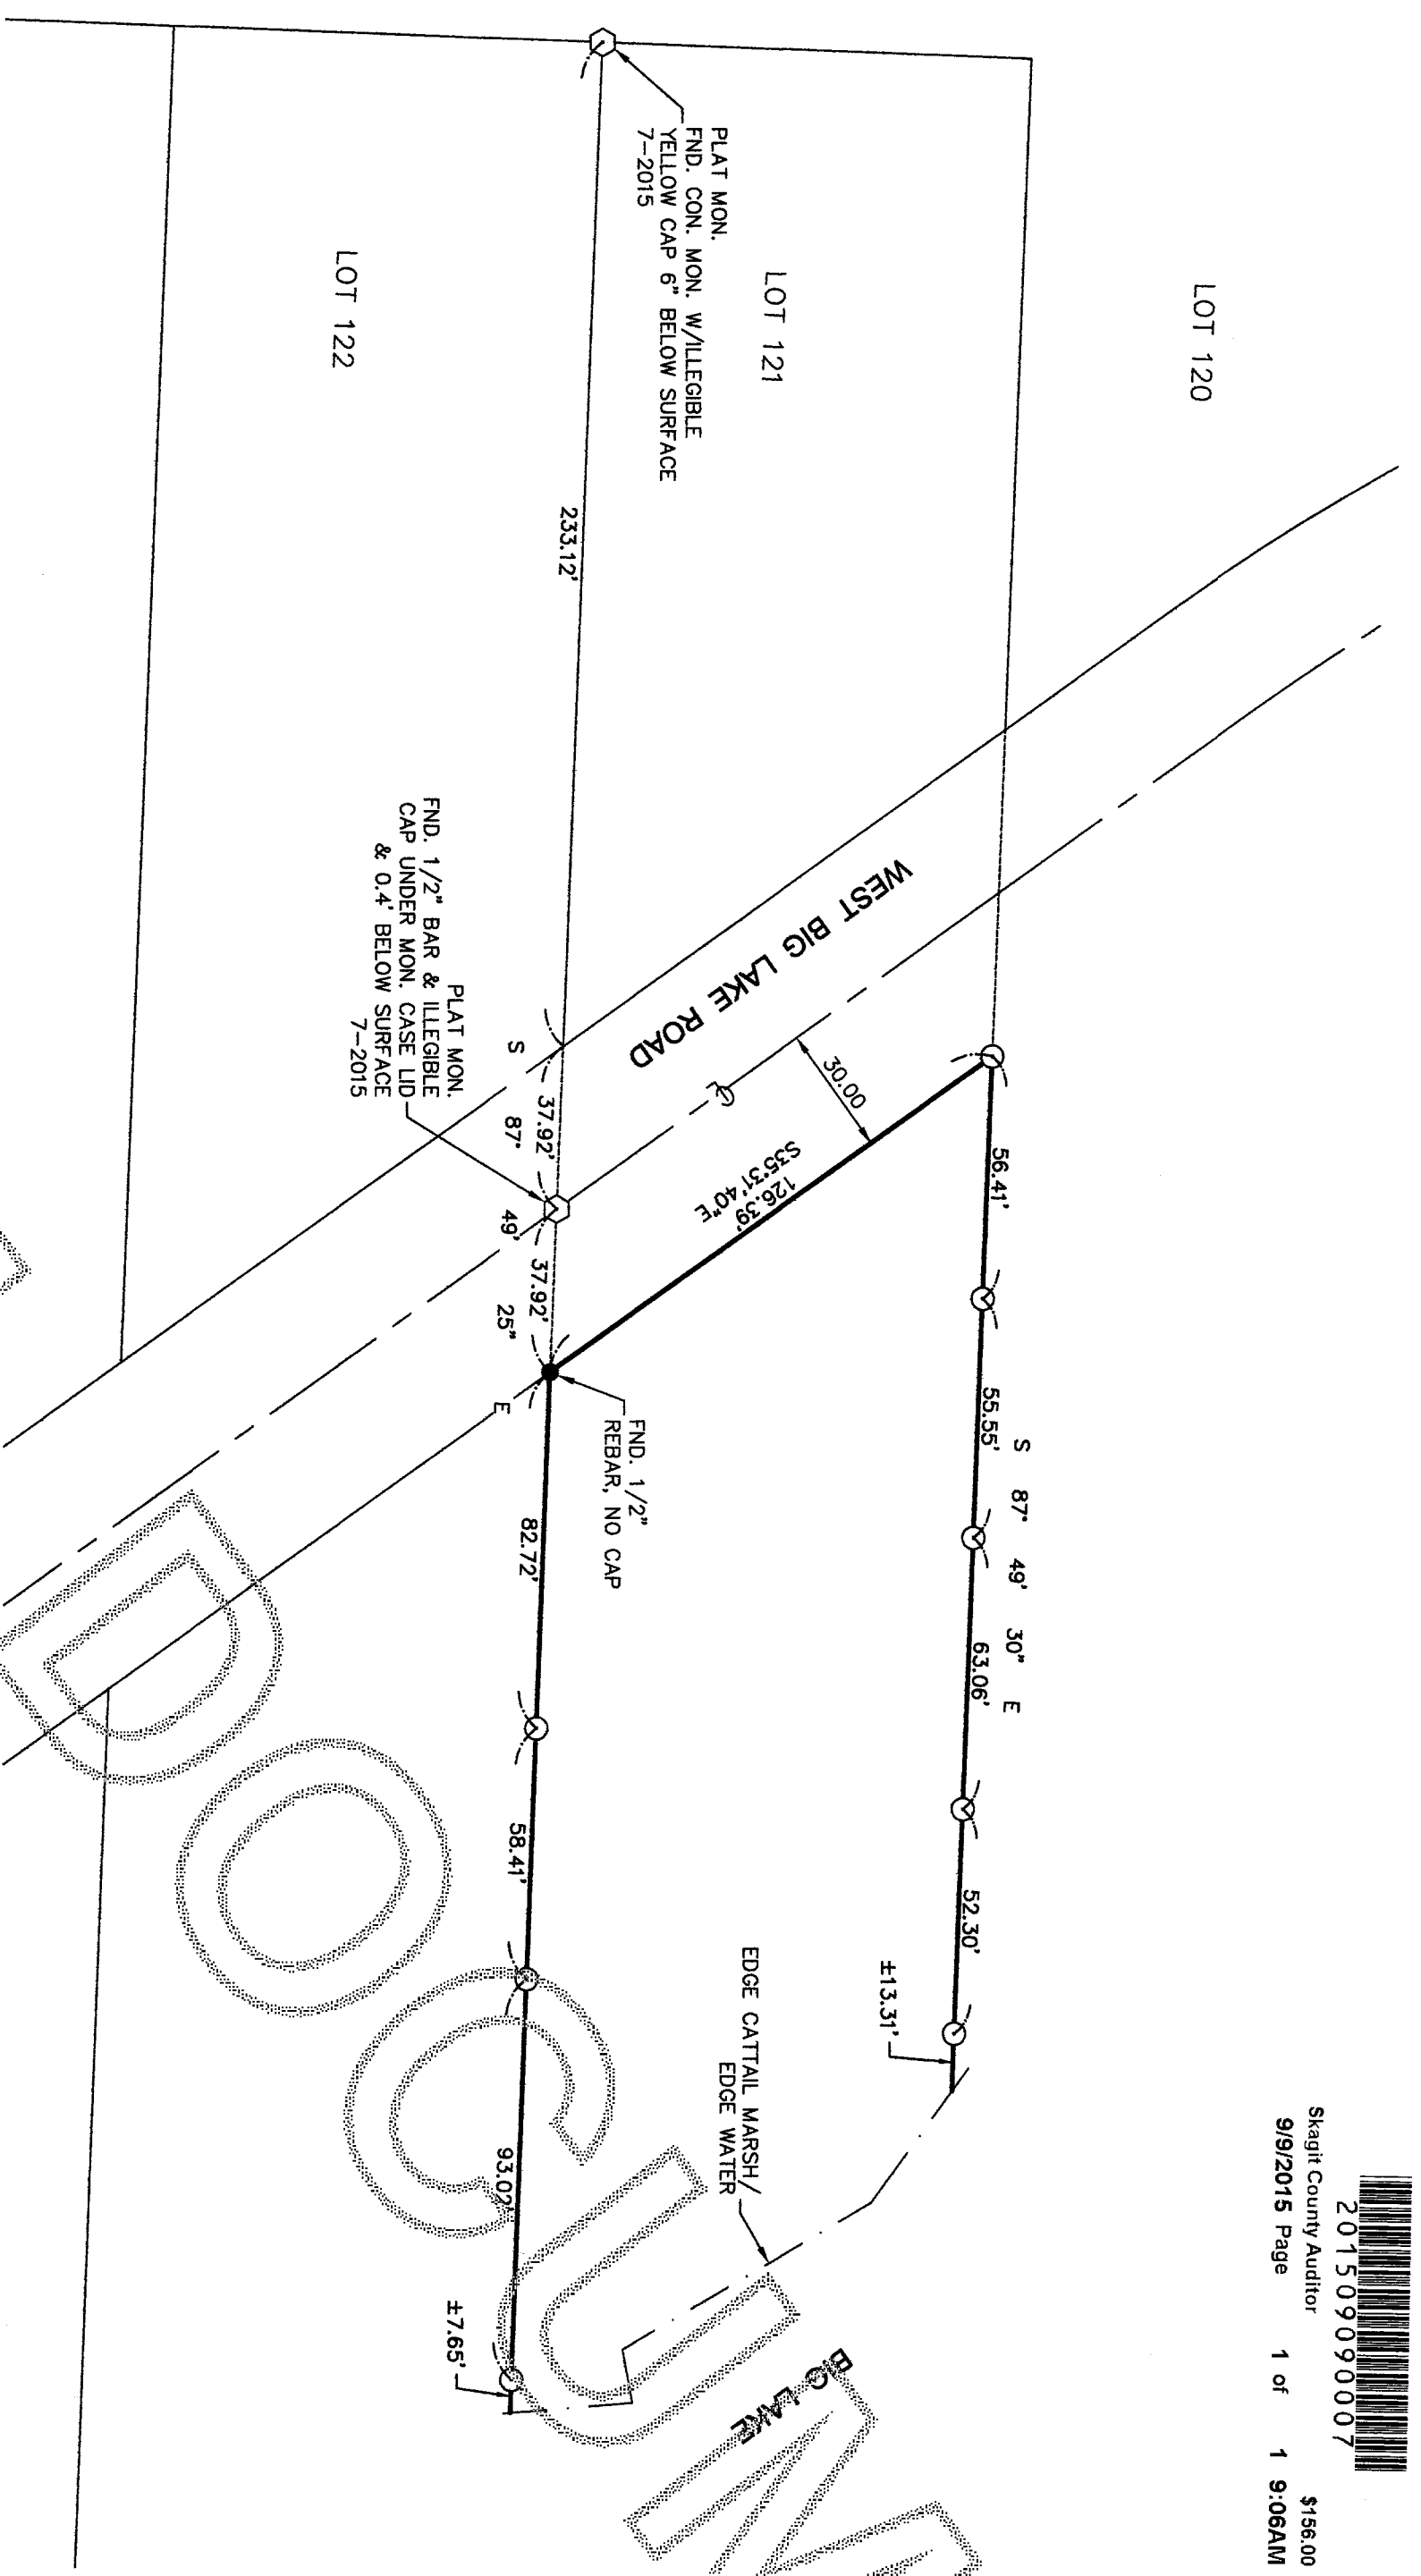 201509090007
Skagit County Auditor $156.00
9/9/2015 Page 1 of 1 9:06AM
LOT 120
LOT 121
LOT 122
PLAT MON.
FND. CON. MON. W/ILLEGIBLE
YELLOW CAP 6" BELOW SURFACE
7-2015
233.12'
WEST BIG LAKE ROAD
30.00
126.39'
S35°31'40"E
56.41'
55.55'
63.06'
52.30'
±13.31'
S 87° 49' 30" E
PLAT MON.
FND. 1/2" BAR & ILLEGIBLE
CAP UNDER MON. CASE LID
& 0.4' BELOW SURFACE
7-2015
37.92'
37.92'
S 87° 49' 25" E
FND. 1/2"
REBAR, NO CAP
82.72'
58.41'
93.02'
±7.65'
EDGE CATTAIL MARSH/
EDGE WATER
BIG LAKE
DOCUM